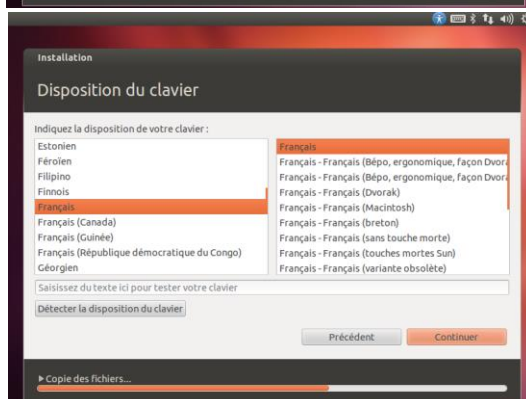 Installation
Disposition du clavier
Indiquez la disposition de votre clavier :
Estonien
Féroïen
Filipino
Finnois
Français
Français (Canada)
Français (Guinée)
Français (République démocratique du Congo)
Géorgien
Français
Français - Français (Bépo, ergonomique, façon Dvora
Français - Français (Bépo, ergonomique, façon Dvora
Français - Français (Dvorak)
Français - Français (Macintosh)
Français - Français (breton)
Français - Français (sans touche morte)
Français - Français (touches mortes Sun)
Français - Français (variante obsolète)
Saisissez du texte ici pour tester votre clavier
Détecter la disposition du clavier
Précédent
Continuer
Copie des fichiers...